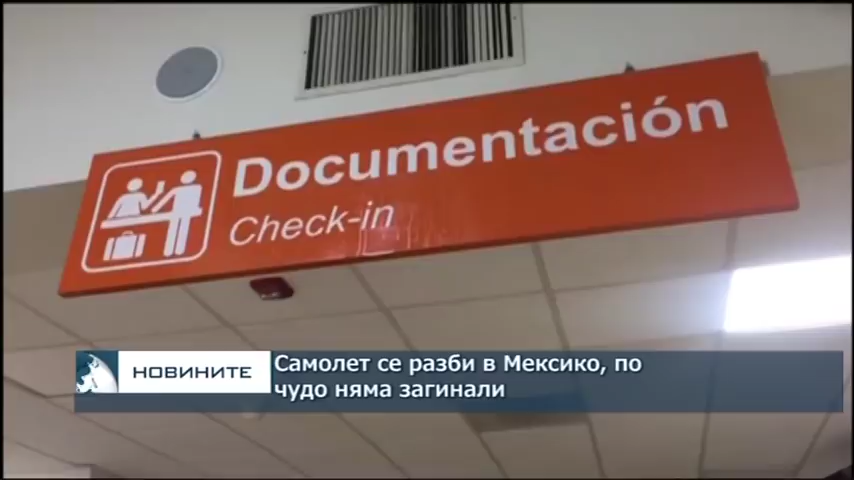 Documentación
Check-in
НОВИНИТЕ
Самолет се разби в Мексико, по
чудо няма загинали